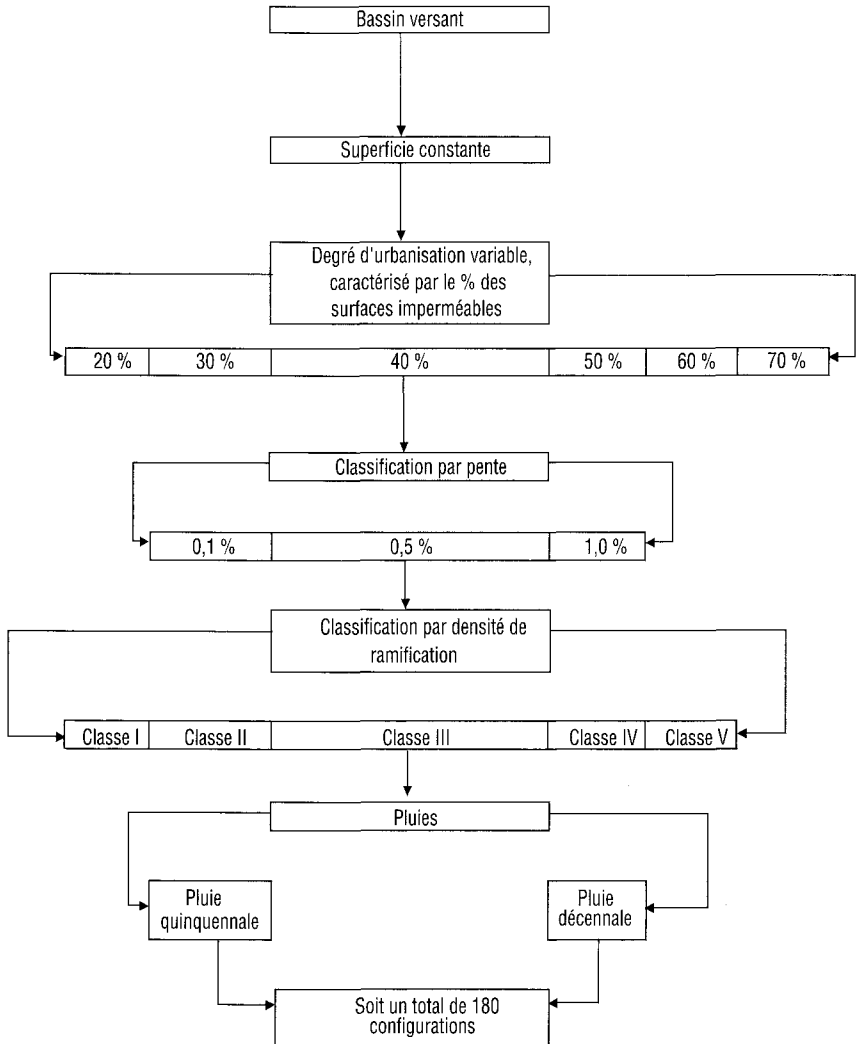 Bassin versant
Superficie constante
Degré d'urbanisation variable,
caractérisé par le % des
surfaces imperméables
20 % 30 % 40 % 50 % 60 % 70 %
Classification par pente
0,1 % 0,5 % 1,0 %
Classification par densité de
ramification
Classe I Classe II Classe III Classe IV Classe V
Pluies
Pluie
quinquennale
Pluie
décennale
Soit un total de 180
configurations